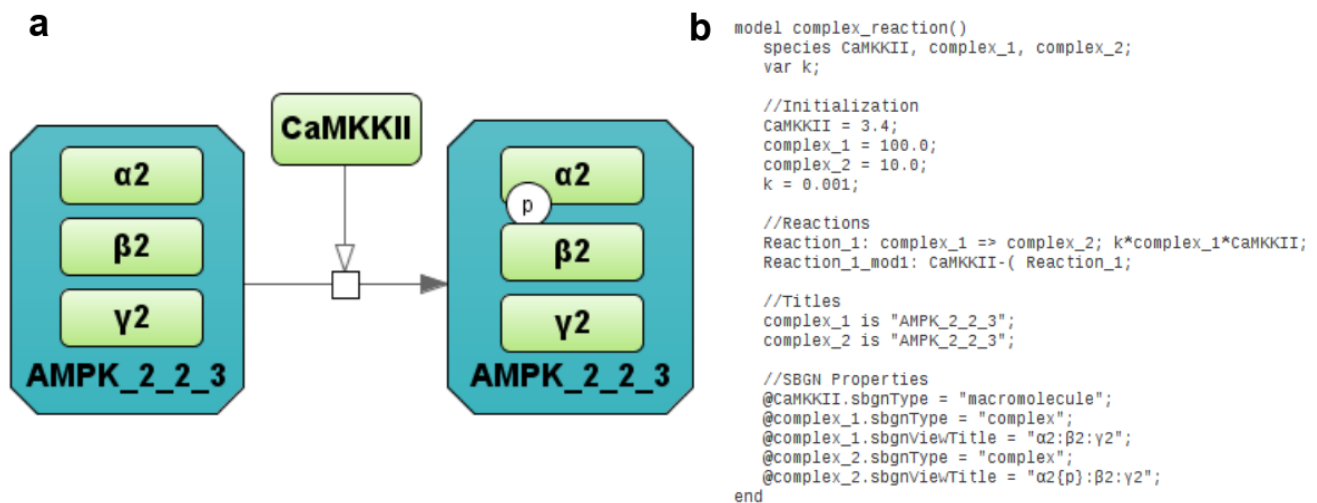 a
CaMKKII
α2
β2
γ2
AMPK_2_2_3
α2
p
β2
γ2
AMPK_2_2_3
b
model complex_reaction()
species CaMKKII, complex_1, complex_2;
var k;
//Initialization
CaMKKII = 3.4;
complex_1 = 100.0;
complex_2 = 10.0;
k = 0.001;
//Reactions
Reaction_1: complex_1 => complex_2; k*complex_1*CaMKKII;
Reaction_1_mod1: CaMKKII-( Reaction_1;
//Titles
complex_1 is "AMPK_2_2_3";
complex_2 is "AMPK_2_2_3";
//SBGN Properties
@CaMKKII.sbgnType = "macromolecule";
@complex_1.sbgnType = "complex";
@complex_1.sbgnViewTitle = "α2:β2:γ2";
@complex_2.sbgnType = "complex";
@complex_2.sbgnViewTitle = "α2{p}:β2:γ2";
end